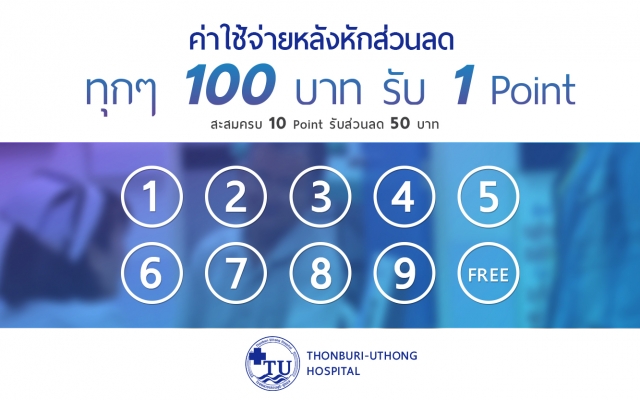 ค่าใช้จ่ายหลังหักส่วนลด
ทุกๆ 100 บาท รับ 1 Point
สะสมครบ 10 Point รับส่วนลด 50 บาท
1 2 3 4 5
6 7 8 9 FREE
TU
THONBURI-UTHONG
HOSPITAL